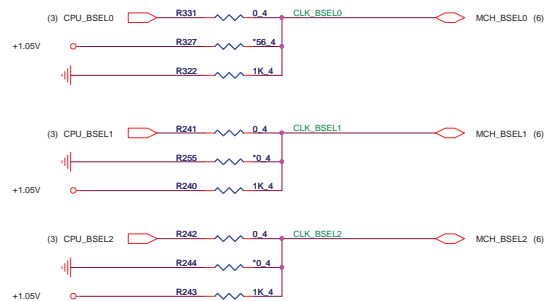 (3) CPU_BSEL0 R331 0_4 CLK_BSEL0 MCH_BSEL0 (6)
+1.05V R327 *56_4
R322 1K_4
(3) CPU_BSEL1 R241 0_4 CLK_BSEL1 MCH_BSEL1 (6)
R255 *0_4
+1.05V R240 1K_4
(3) CPU_BSEL2 R242 0_4 CLK_BSEL2 MCH_BSEL2 (6)
R244 *0_4
+1.05V R243 1K_4